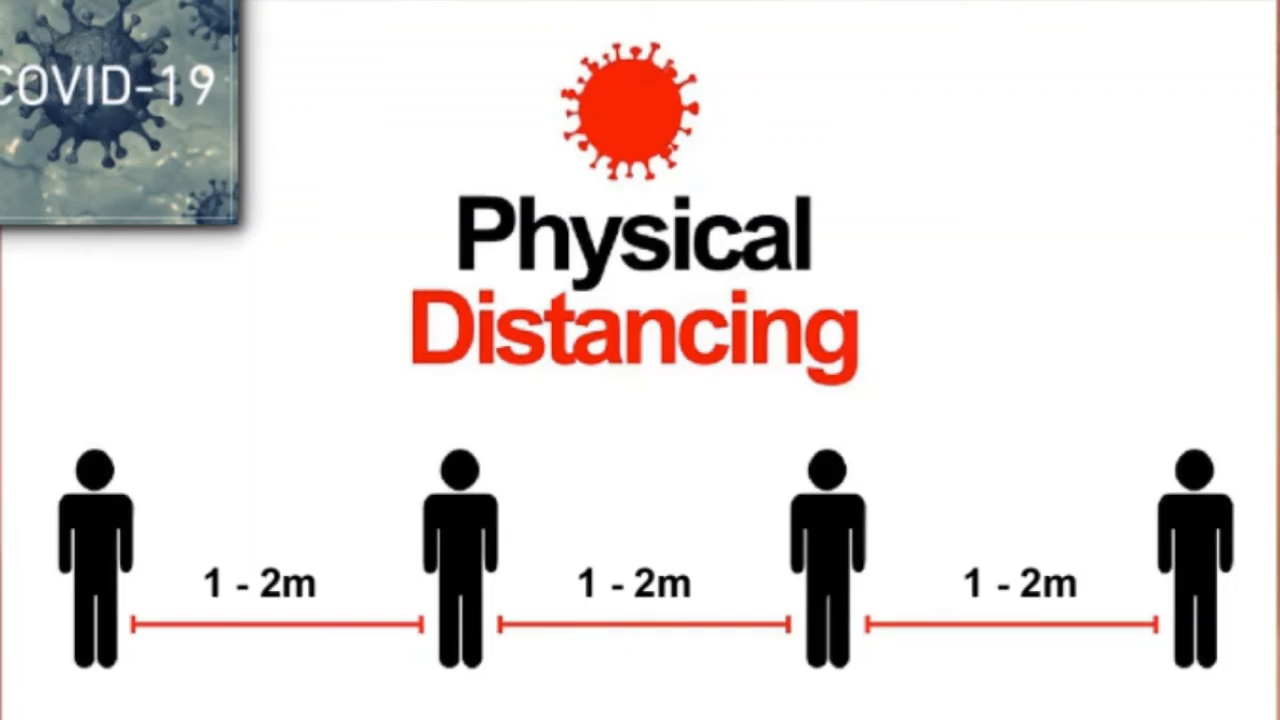 COVID-19
Physical
Distancing
1 - 2m
1 - 2m
1 - 2m